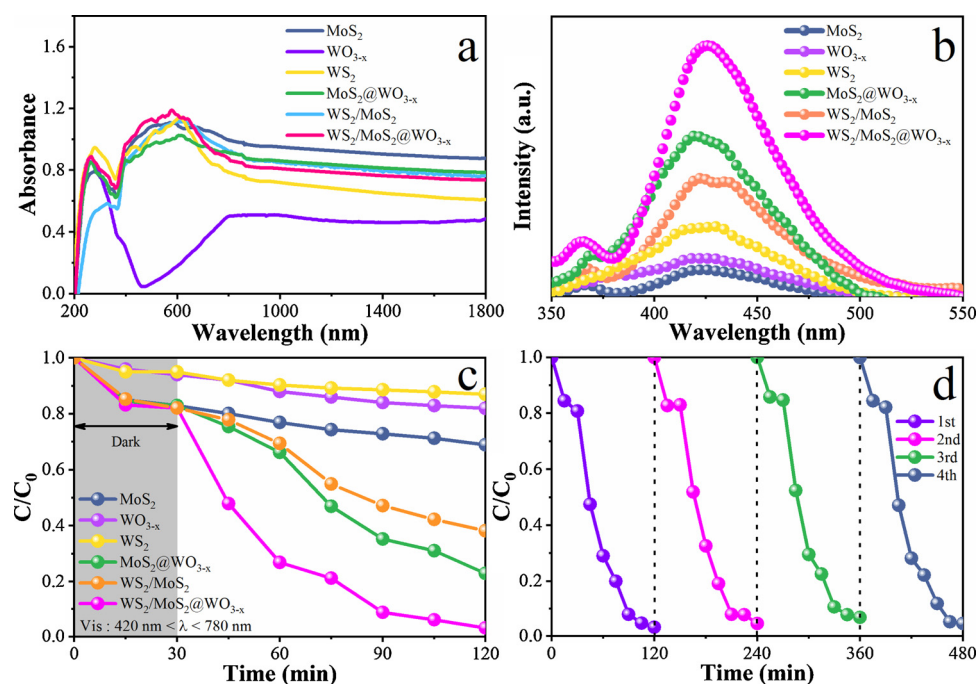 a
Absorbance
1.6
1.2
0.8
0.4
0.0
MoS₂
WO₃₋ₓ
WS₂
MoS₂@WO₃₋ₓ
WS₂/MoS₂
WS₂/MoS₂@WO₃₋ₓ
200 600 1000 1400 1800
Wavelength (nm)
b
Intensity (a.u.)
MoS₂
WO₃₋ₓ
WS₂
MoS₂@WO₃₋ₓ
WS₂/MoS₂
WS₂/MoS₂@WO₃₋ₓ
350 400 450 500 550
Wavelength (nm)
c
C/C₀
1.0
0.8
0.6
0.4
0.2
0.0
Dark
MoS₂
WO₃₋ₓ
WS₂
MoS₂@WO₃₋ₓ
WS₂/MoS₂
WS₂/MoS₂@WO₃₋ₓ
Vis : 420 nm < λ < 780 nm
0 30 60 90 120
Time (min)
d
C/C₀
1.0
0.8
0.6
0.4
0.2
0.0
1st
2nd
3rd
4th
0 120 240 360 480
Time (min)